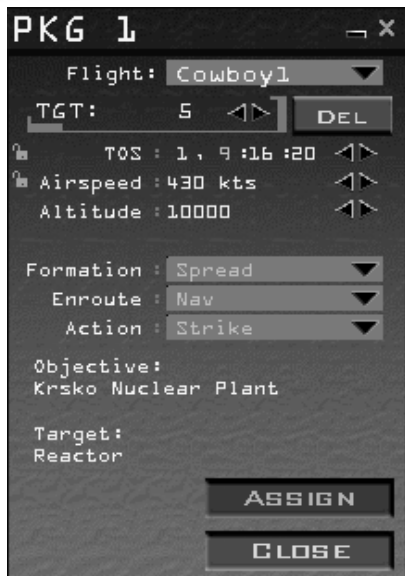 PKG 1
Flight: Cowboy1
TGT: 5 DEL
TOS : 1, 9:16:20
Airspeed : 430 kts
Altitude : 10000
Formation : Spread
Enroute : Nav
Action : Strike
Objective:
Krsko Nuclear Plant
Target:
Reactor
ASSIGN
CLOSE